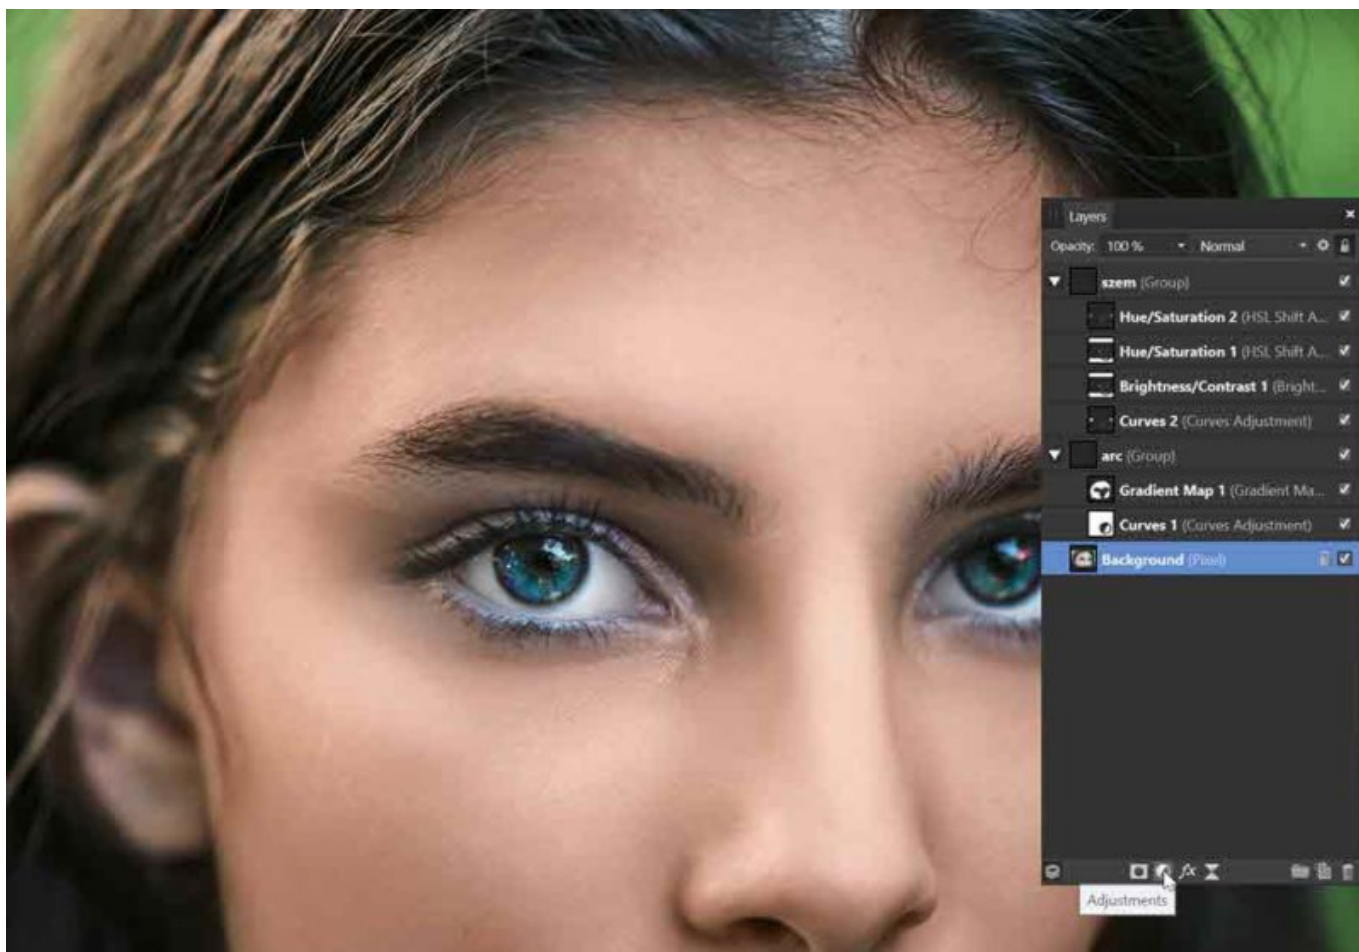 Layers
Opacity: 100 % Normal
szem (Group)
Hue/Saturation 2 (HSL Shift A...
Hue/Saturation 1 (HSL Shift A...
Brightness/Contrast 1 (Bright...
Curves 2 (Curves Adjustment)
arc (Group)
Gradient Map 1 (Gradient Ma...
Curves 1 (Curves Adjustment)
Background (Pixel)
fx
Adjustments